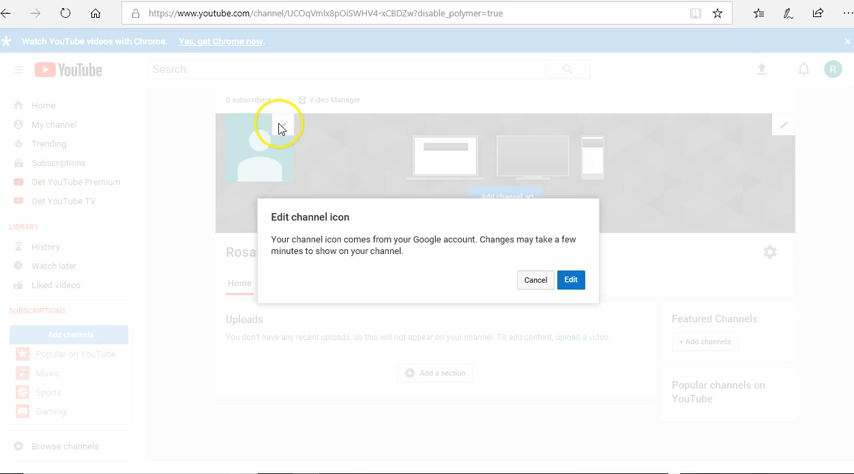 https://www.youtube.com/channel/UCOqVmlx8pOiSWHV4-xCBDZw?disable_polymer=true
Watch YouTube videos with Chrome. Yes, get Chrome now.
YouTube
Search
R
0 subscribers
Video Manager
Home
My channel
Trending
Subscriptions
Get YouTube Premium
Get YouTube TV
LIBRARY
History
Watch later
Liked videos
SUBSCRIPTIONS
Add channels
Popular on YouTube
Music
Sports
Gaming
Browse channels
Add channel art
Edit channel icon
Your channel icon comes from your Google account. Changes may take a few
minutes to show on your channel.
Cancel
Edit
Rosa
Home
Uploads
You don't have any recent uploads, so this will not appear on your channel. To add content, upload a video.
Add a section
Featured Channels
+ Add channels
Popular channels on
YouTube